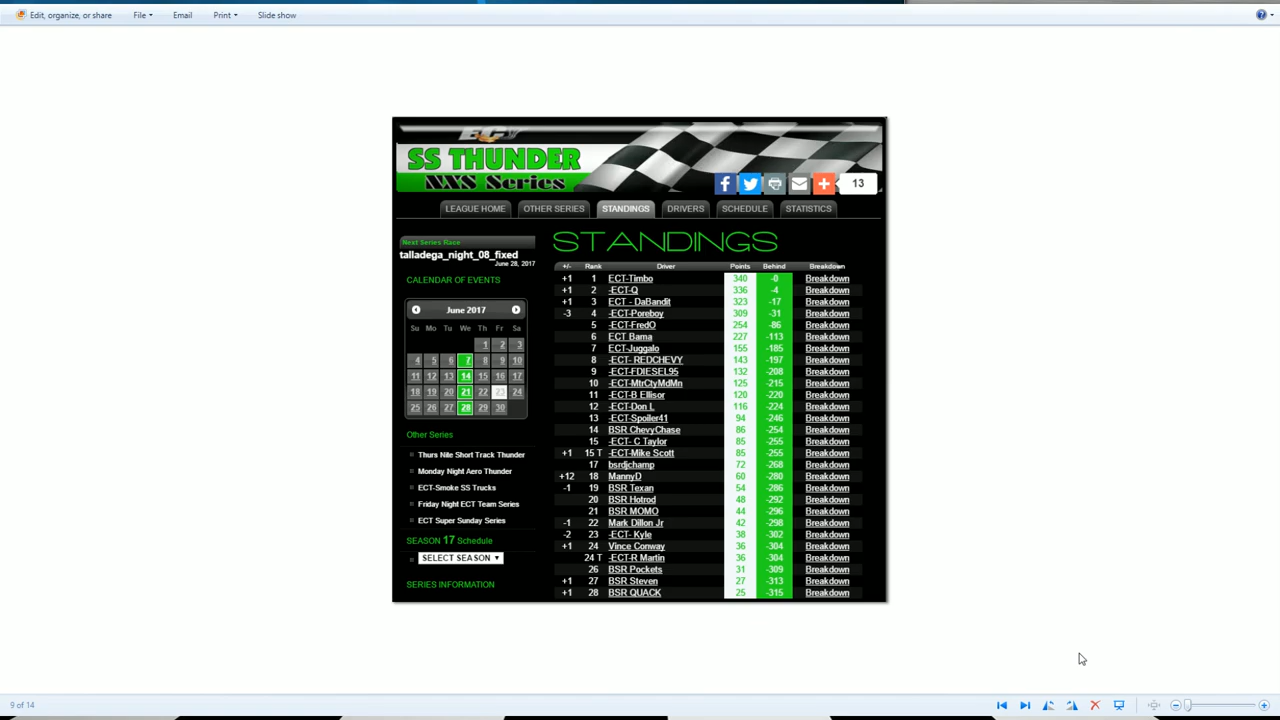 Edit, organize, or share File Email Print Slide show
ECT
SS THUNDER
NXS Series
13
LEAGUE HOME OTHER SERIES STANDINGS DRIVERS SCHEDULE STATISTICS
Next Series Race
talladega_night_08_fixed
June 28, 2017
CALENDAR OF EVENTS
June 2017
Su Mo Tu We Th Fr Sa
1 2 3
4 5 6 7 8 9 10
11 12 13 14 15 16 17
18 19 20 21 22 23 24
25 26 27 28 29 30
Other Series
Thurs Nite Short Track Thunder
Monday Night Aero Thunder
ECT-Smoke SS Trucks
Friday Night ECT Team Series
ECT Super Sunday Series
SEASON 17 Schedule
SELECT SEASON
SERIES INFORMATION
STANDINGS
+/- Rank Driver Points Behind Breakdown
+1 1 ECT-Timbo 340 -0 Breakdown
+1 2 -ECT-Q 336 -4 Breakdown
+1 3 ECT - DaBandit 323 -17 Breakdown
-3 4 -ECT-Poreboy 309 -31 Breakdown
5 -ECT-FredO 254 -86 Breakdown
6 ECT Bama 227 -113 Breakdown
7 ECT-Juggalo 155 -185 Breakdown
8 -ECT- REDCHEVY 143 -197 Breakdown
9 -ECT-FDIESEL95 132 -208 Breakdown
10 -ECT-MtrCtyMdMn 125 -215 Breakdown
11 -ECT-B Ellisor 120 -220 Breakdown
12 -ECT-Don L 116 -224 Breakdown
13 -ECT-Spoiler41 94 -246 Breakdown
14 BSR ChevyChase 86 -254 Breakdown
15 -ECT- C Taylor 85 -255 Breakdown
+1 15 T -ECT-Mike Scott 85 -255 Breakdown
17 bsrdjchamp 72 -268 Breakdown
+12 18 MannyD 60 -280 Breakdown
-1 19 BSR Texan 54 -286 Breakdown
20 BSR Hotrod 48 -292 Breakdown
21 BSR MOMO 44 -296 Breakdown
-1 22 Mark Dillon Jr 42 -298 Breakdown
-2 23 -ECT- Kyle 38 -302 Breakdown
+1 24 Vince Conway 36 -304 Breakdown
24 T -ECT-R Martin 36 -304 Breakdown
26 BSR Pockets 31 -309 Breakdown
+1 27 BSR Steven 27 -313 Breakdown
+1 28 BSR QUACK 25 -315 Breakdown
9 of 14